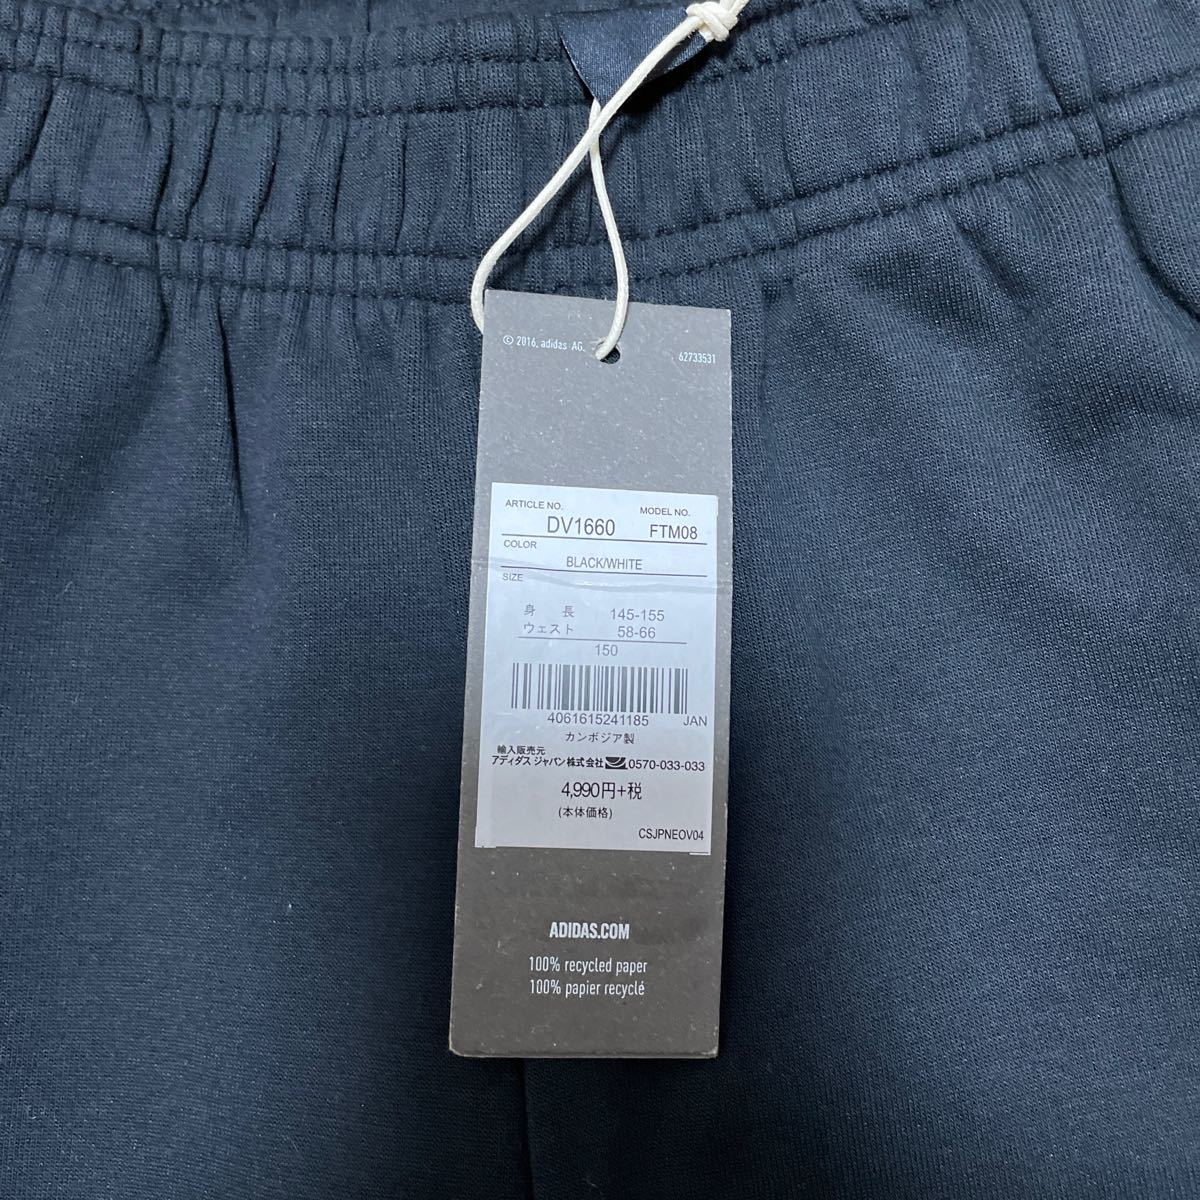 © 2016. adidas AG.
62733531
ARTICLE NO.
MODEL NO.
DV1660
FTM08
COLOR
BLACK/WHITE
SIZE
身 長 145-155
ウェスト 58-66
150
4061615241185 JAN
カンボジア製
輸入販売元
アディダス ジャパン株式会社 0570-033-033
4,990円+税
(本体価格)
CSJPNEOV04
ADIDAS.COM
100% recycled paper
100% papier recyclé